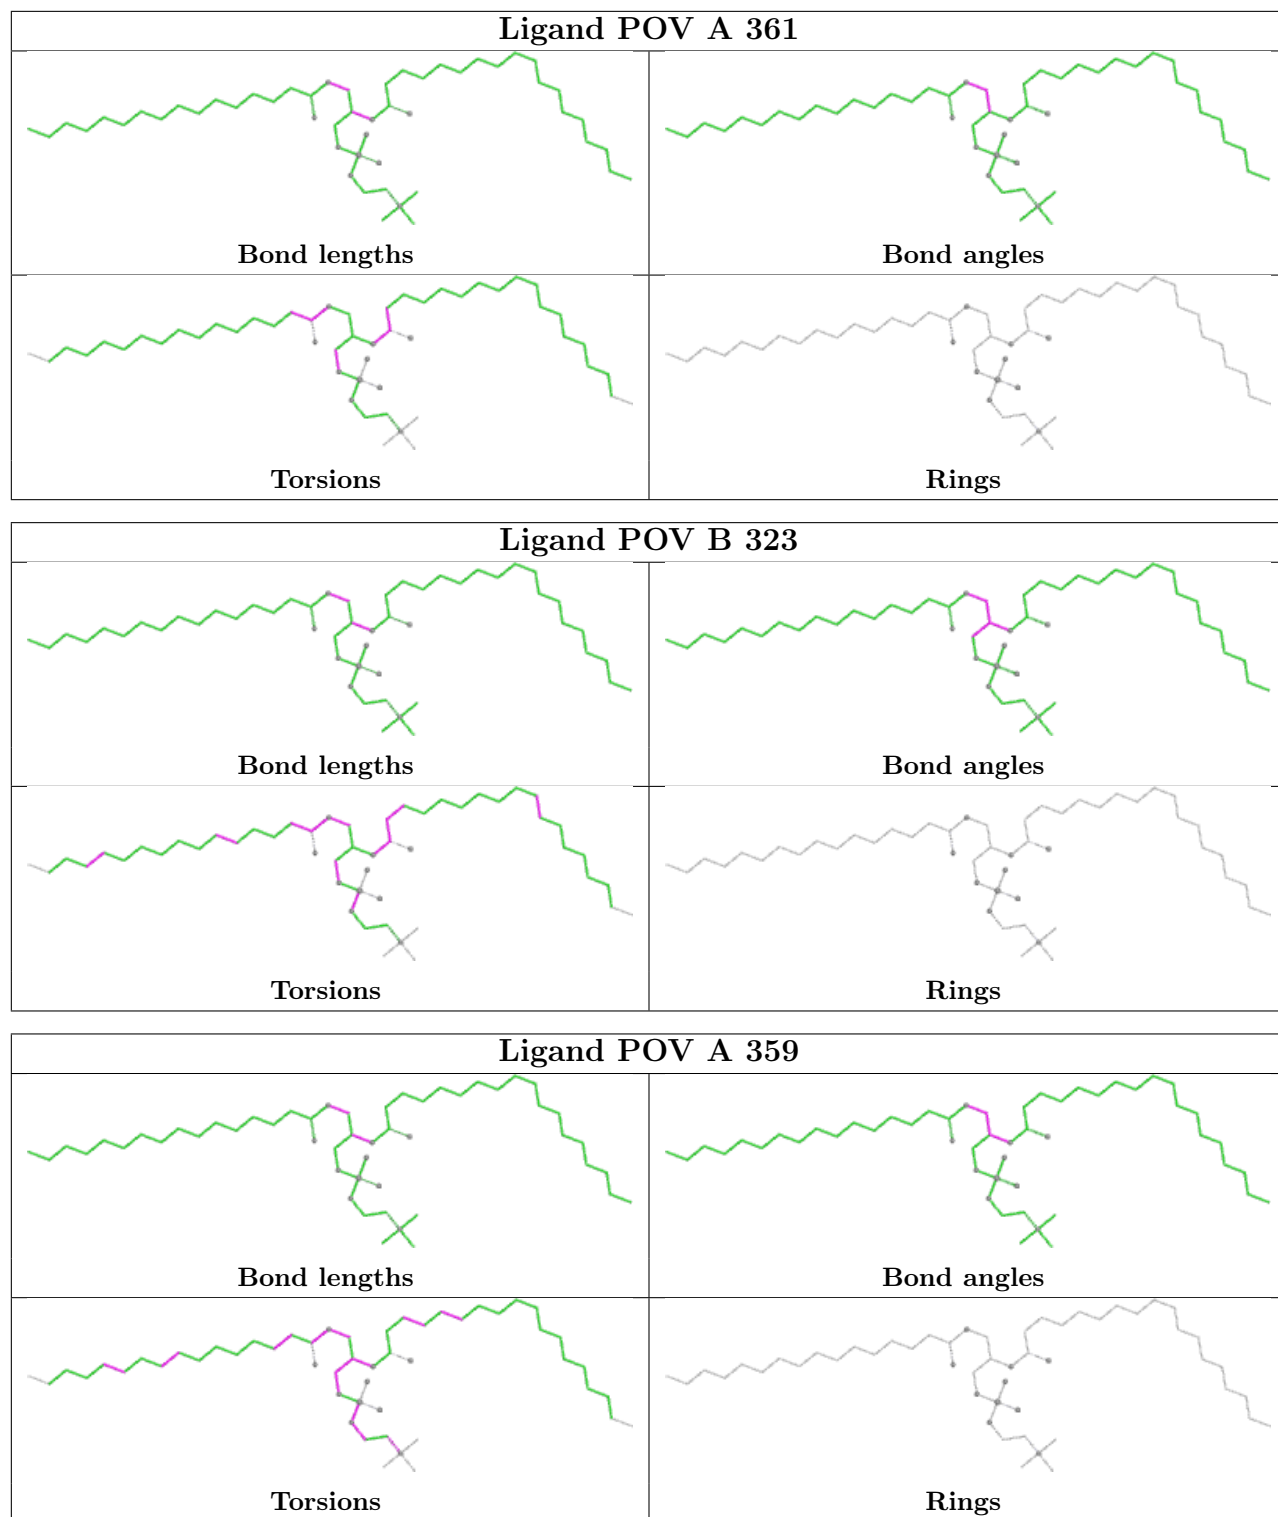 Ligand POV A 361
Bond lengths
Bond angles
Torsions
Rings
Ligand POV B 323
Bond lengths
Bond angles
Torsions
Rings
Ligand POV A 359
Bond lengths
Bond angles
Torsions
Rings